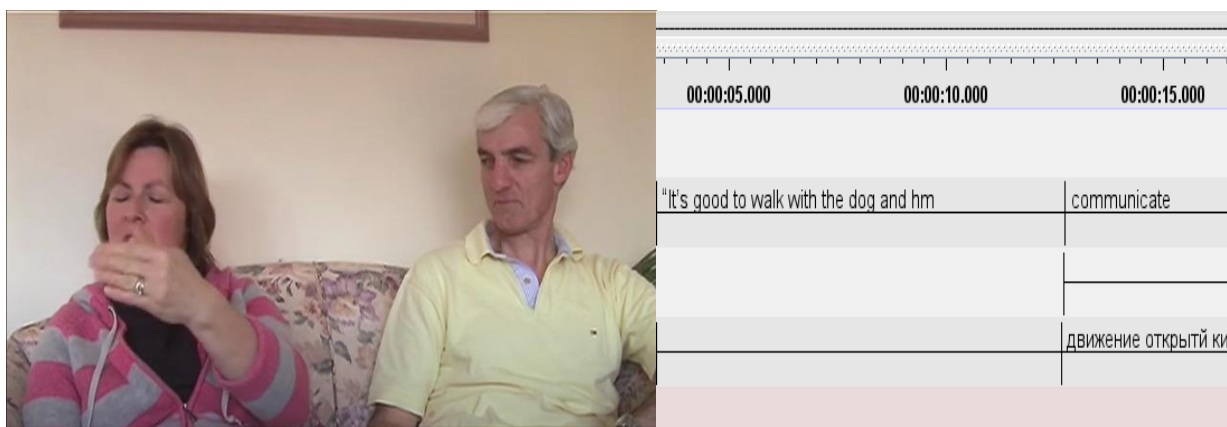 00:00:05.000 00:00:10.000 00:00:15.000
“It's good to walk with the dog and hm communicate
движение открытй ки